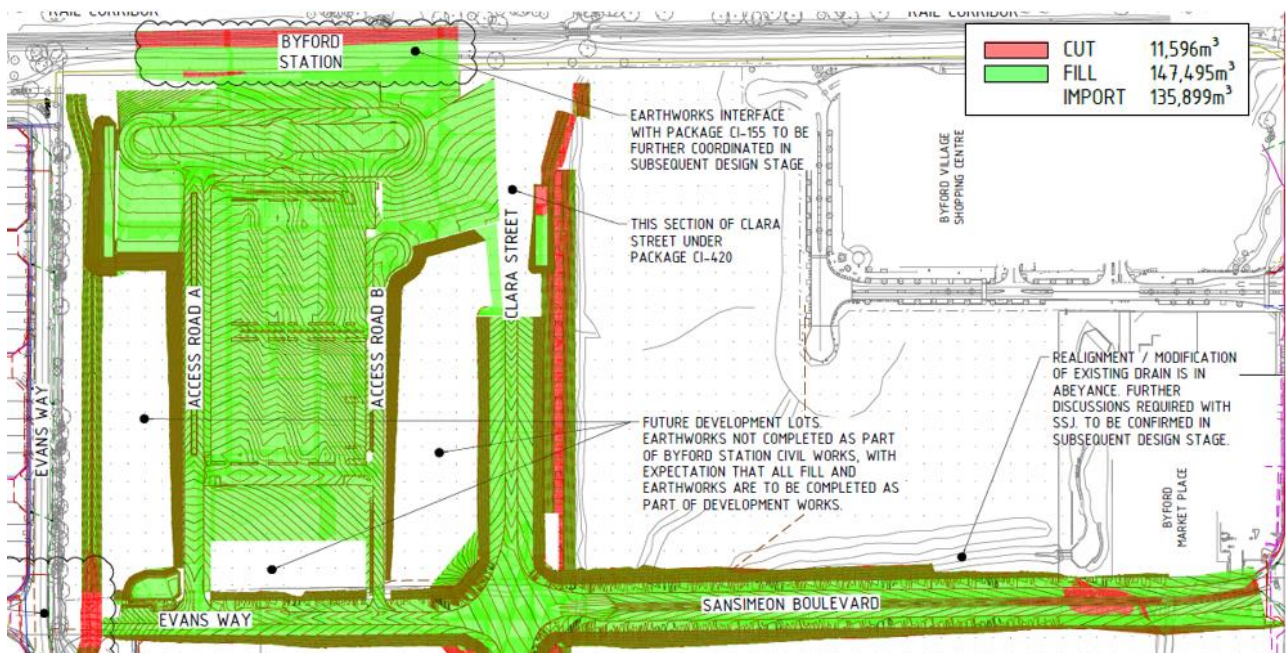 RAIL CORRIDOR
RAIL CORRIDOR
BYFORD
STATION
CUT 11,596m³
FILL 147,495m³
IMPORT 135,899m³
EARTHWORKS INTERFACE
WITH PACKAGE CI-155 TO BE
FURTHER COORDINATED IN
SUBSEQUENT DESIGN STAGE
BYFORD VILLAGE
SHOPPING CENTRE
THIS SECTION OF CLARA
STREET UNDER
PACKAGE CI-420
CLARA STREET
ACCESS ROAD A
ACCESS ROAD B
EVANS WAY
REALIGNMENT / MODIFICATION
OF EXISTING DRAIN IS IN
ABEYANCE. FURTHER
DISCUSSIONS REQUIRED WITH
SSJ. TO BE CONFIRMED IN
SUBSEQUENT DESIGN STAGE.
FUTURE DEVELOPMENT LOTS.
EARTHWORKS NOT COMPLETED AS PART
OF BYFORD STATION CIVIL WORKS, WITH
EXPECTATION THAT ALL FILL AND
EARTHWORKS ARE TO BE COMPLETED AS
PART OF DEVELOPMENT WORKS.
BYFORD
MARKET PLACE
EVANS WAY
SANSIMEON BOULEVARD